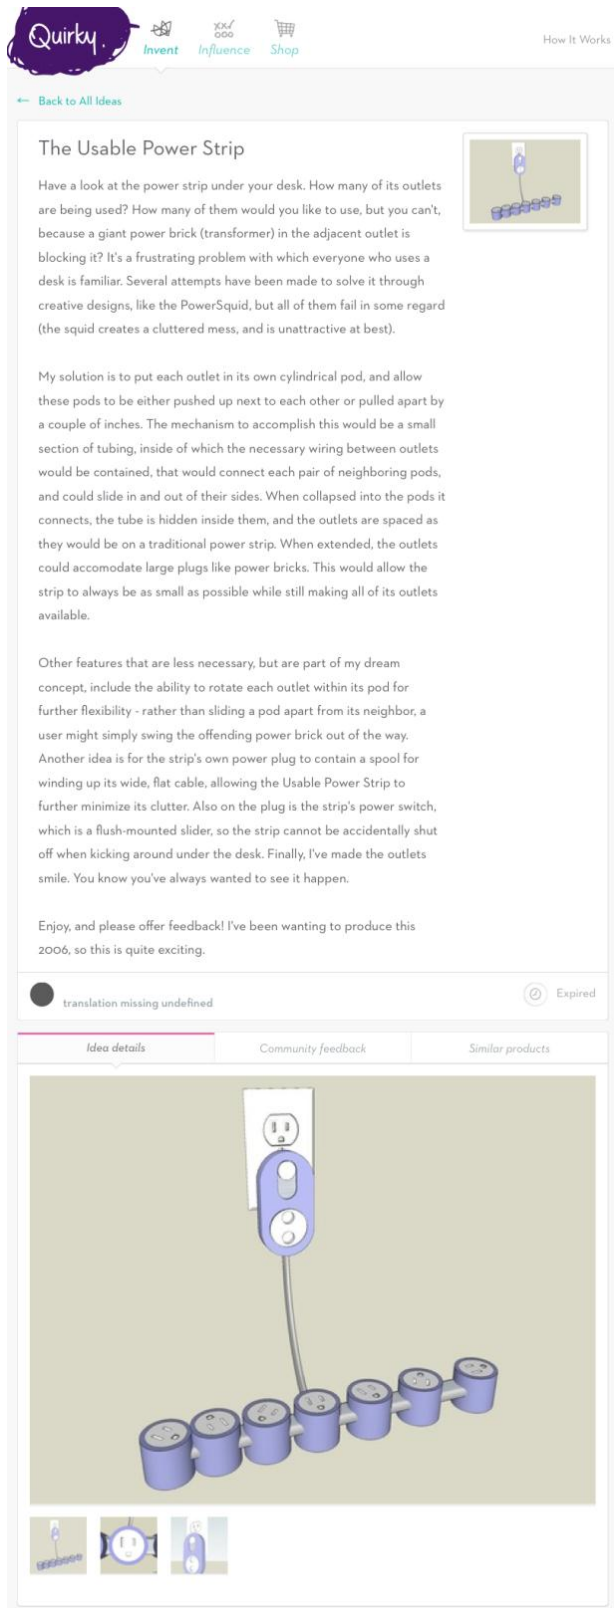 Quirky.
Invent
Influence
Shop
How It Works
← Back to All Ideas
The Usable Power Strip
Have a look at the power strip under your desk. How many of its outlets
are being used? How many of them would you like to use, but you can't,
because a giant power brick (transformer) in the adjacent outlet is
blocking it? It's a frustrating problem with which everyone who uses a
desk is familiar. Several attempts have been made to solve it through
creative designs, like the PowerSquid, but all of them fail in some regard
(the squid creates a cluttered mess, and is unattractive at best).
My solution is to put each outlet in its own cylindrical pod, and allow
these pods to be either pushed up next to each other or pulled apart by
a couple of inches. The mechanism to accomplish this would be a small
section of tubing, inside of which the necessary wiring between outlets
would be contained, that would connect each pair of neighboring pods,
and could slide in and out of their sides. When collapsed into the pods it
connects, the tube is hidden inside them, and the outlets are spaced as
they would be on a traditional power strip. When extended, the outlets
could accomodate large plugs like power bricks. This would allow the
strip to always be as small as possible while still making all of its outlets
available.
Other features that are less necessary, but are part of my dream
concept, include the ability to rotate each outlet within its pod for
further flexibility - rather than sliding a pod apart from its neighbor, a
user might simply swing the offending power brick out of the way.
Another idea is for the strip's own power plug to contain a spool for
winding up its wide, flat cable, allowing the Usable Power Strip to
further minimize its clutter. Also on the plug is the strip's power switch,
which is a flush-mounted slider, so the strip cannot be accidentally shut
off when kicking around under the desk. Finally, I've made the outlets
smile. You know you've always wanted to see it happen.
Enjoy, and please offer feedback! I've been wanting to produce this
2006, so this is quite exciting.
translation missing undefined
Expired
Idea details
Community feedback
Similar products